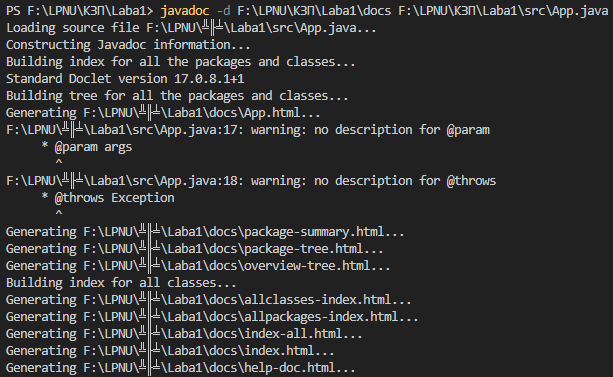 PS F:\LPNU\КЗП\Laba1> javadoc -d F:\LPNU\КЗП\Laba1\docs F:\LPNU\КЗП\Laba1\src\App.java
Loading source file F:\LPNU\╩╟╧\Laba1\src\App.java...
Constructing Javadoc information...
Building index for all the packages and classes...
Standard Doclet version 17.0.8.1+1
Building tree for all the packages and classes...
Generating F:\LPNU\╩╟╧\Laba1\docs\App.html...
F:\LPNU\╩╟╧\Laba1\src\App.java:17: warning: no description for @param
     * @param args
       ^
F:\LPNU\╩╟╧\Laba1\src\App.java:18: warning: no description for @throws
     * @throws Exception
       ^
Generating F:\LPNU\╩╟╧\Laba1\docs\package-summary.html...
Generating F:\LPNU\╩╟╧\Laba1\docs\package-tree.html...
Generating F:\LPNU\╩╟╧\Laba1\docs\overview-tree.html...
Building index for all classes...
Generating F:\LPNU\╩╟╧\Laba1\docs\allclasses-index.html...
Generating F:\LPNU\╩╟╧\Laba1\docs\allpackages-index.html...
Generating F:\LPNU\╩╟╧\Laba1\docs\index-all.html...
Generating F:\LPNU\╩╟╧\Laba1\docs\index.html...
Generating F:\LPNU\╩╟╧\Laba1\docs\help-doc.html...